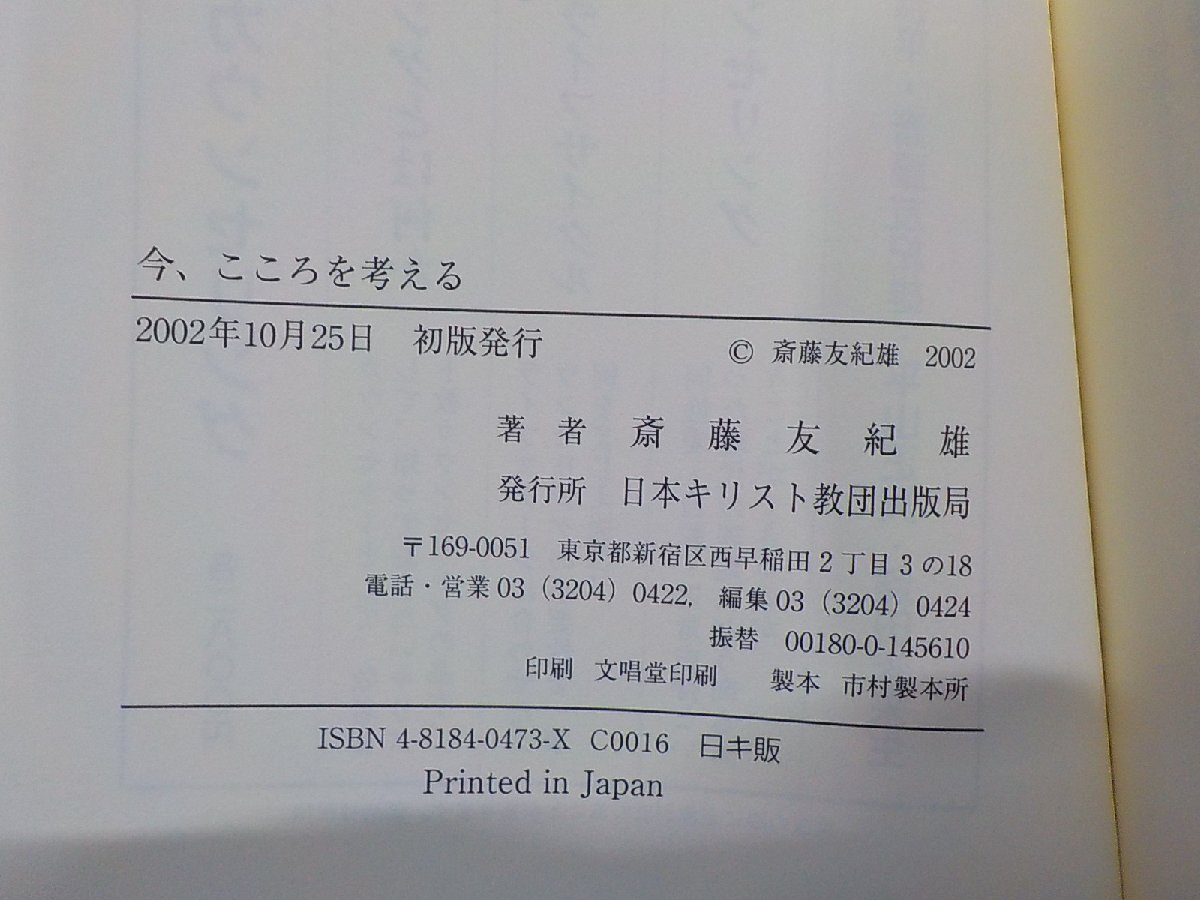 今、こころを考える
2002年10月25日　初版発行　© 斎藤友紀雄　2002
著　者　斎　藤　友　紀　雄
発行所　日本キリスト教団出版局
〒169-0051　東京都新宿区西早稲田２丁目３の18
電話・営業03（3204）0422,　編集03（3204）0424
振替　00180-0-145610
印刷　文唱堂印刷　　製本　市村製本所
ISBN 4-8184-0473-X　C0016　日キ販
Printed in Japan